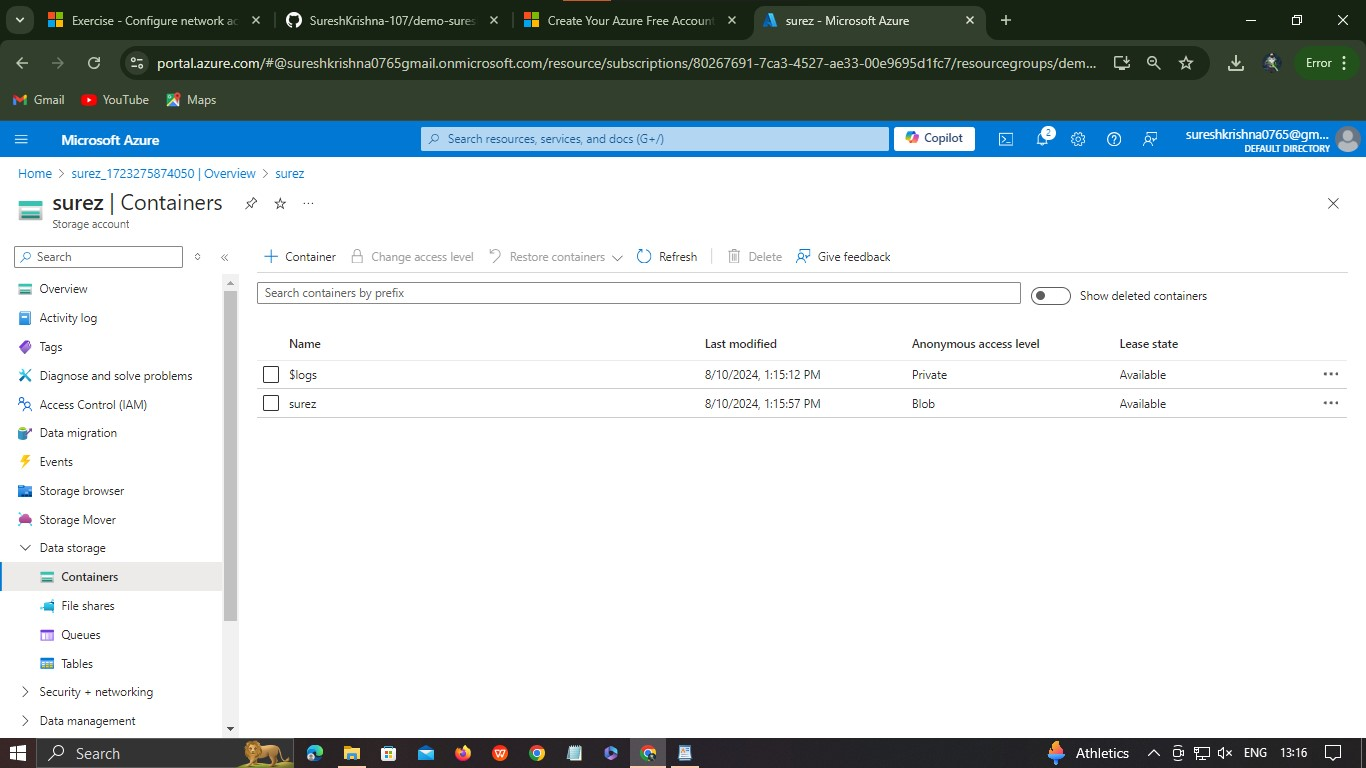 Exercise - Configure network ac
SureshKrishna-107/demo-sures
Create Your Azure Free Account
surez - Microsoft Azure
portal.azure.com/#@sureshkrishna0765gmail.onmicrosoft.com/resource/subscriptions/80267691-7ca3-4527-ae33-00e9695d1fc7/resourcegroups/dem...
Error
Gmail
YouTube
Maps
Microsoft Azure
Search resources, services, and docs (G+/)
Copilot
2
sureshkrishna0765@gm...
DEFAULT DIRECTORY
Home > surez_1723275874050 | Overview > surez
surez | Containers
Storage account
Search
Container
Change access level
Restore containers
Refresh
Delete
Give feedback
Search containers by prefix
Show deleted containers
Name Last modified Anonymous access level Lease state
$logs 8/10/2024, 1:15:12 PM Private Available
surez 8/10/2024, 1:15:57 PM Blob Available
Overview
Activity log
Tags
Diagnose and solve problems
Access Control (IAM)
Data migration
Events
Storage browser
Storage Mover
Data storage
Containers
File shares
Queues
Tables
Security + networking
Data management
Search
Athletics
ENG
13:16